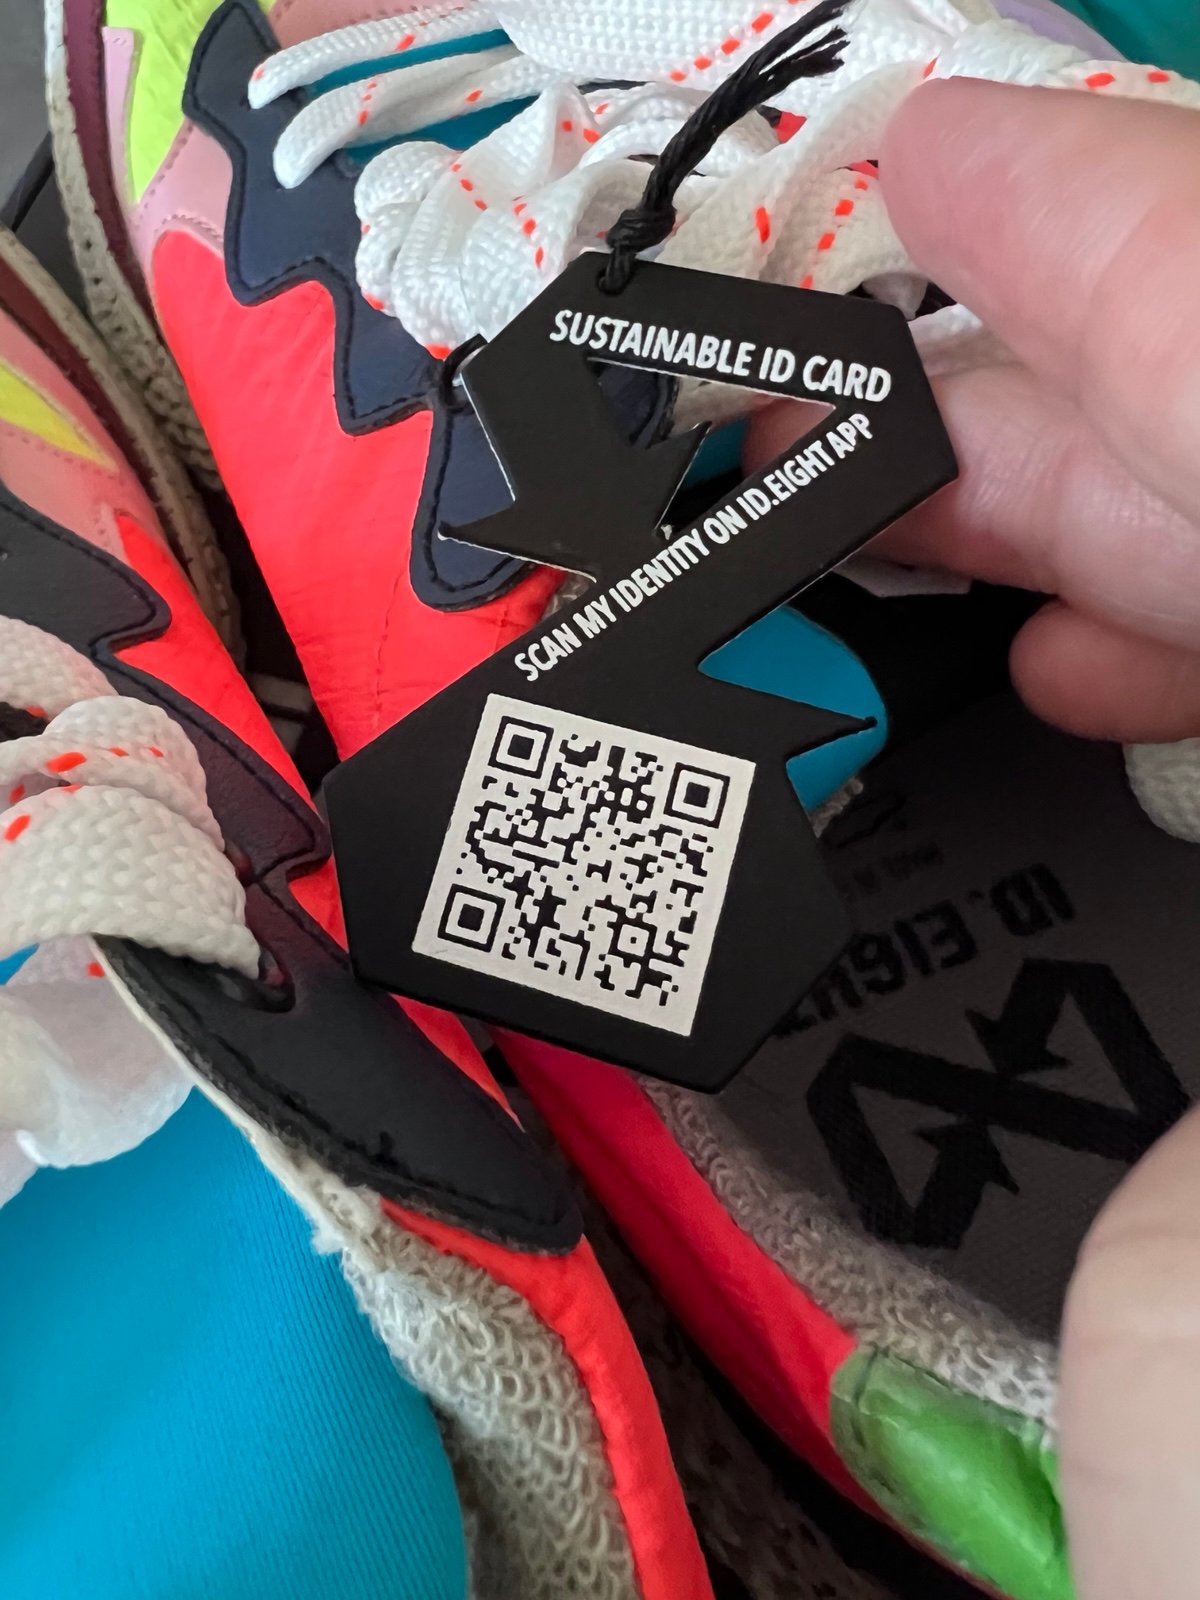 SUSTAINABLE ID CARD
SCAN MY IDENTITY ON ID.EIGHT APP
ID.EIGHT